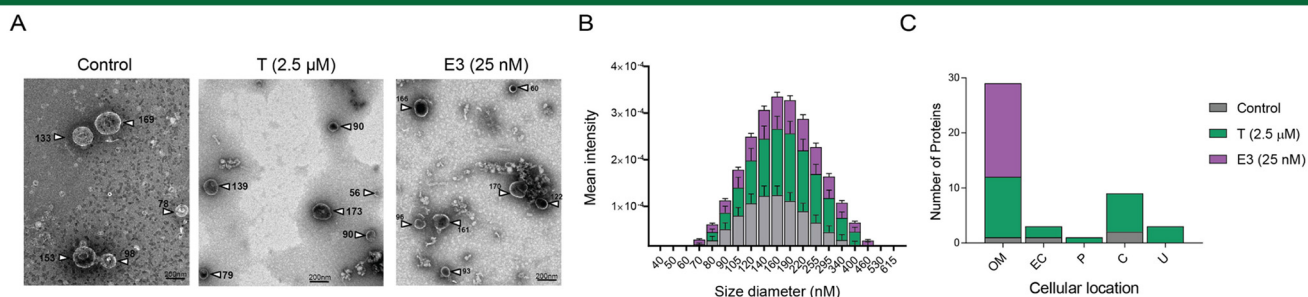 A
B
C
Control
T (2.5 µM)
E3 (25 nM)
133
169
78
153
98
200nm
90
139
56
173
90
79
200nm
166
60
170
122
96
161
93
200nm
Mean intensity
4×10⁻⁴
3×10⁻⁴
2×10⁻⁴
1×10⁻⁴
40 50 60 70 80 90 105 120 140 160 190 220 255 295 340 400 460 530 615
Size diameter (nM)
Number of Proteins
30
20
10
0
OM EC P C U
Cellular location
Control
T (2.5 µM)
E3 (25 nM)